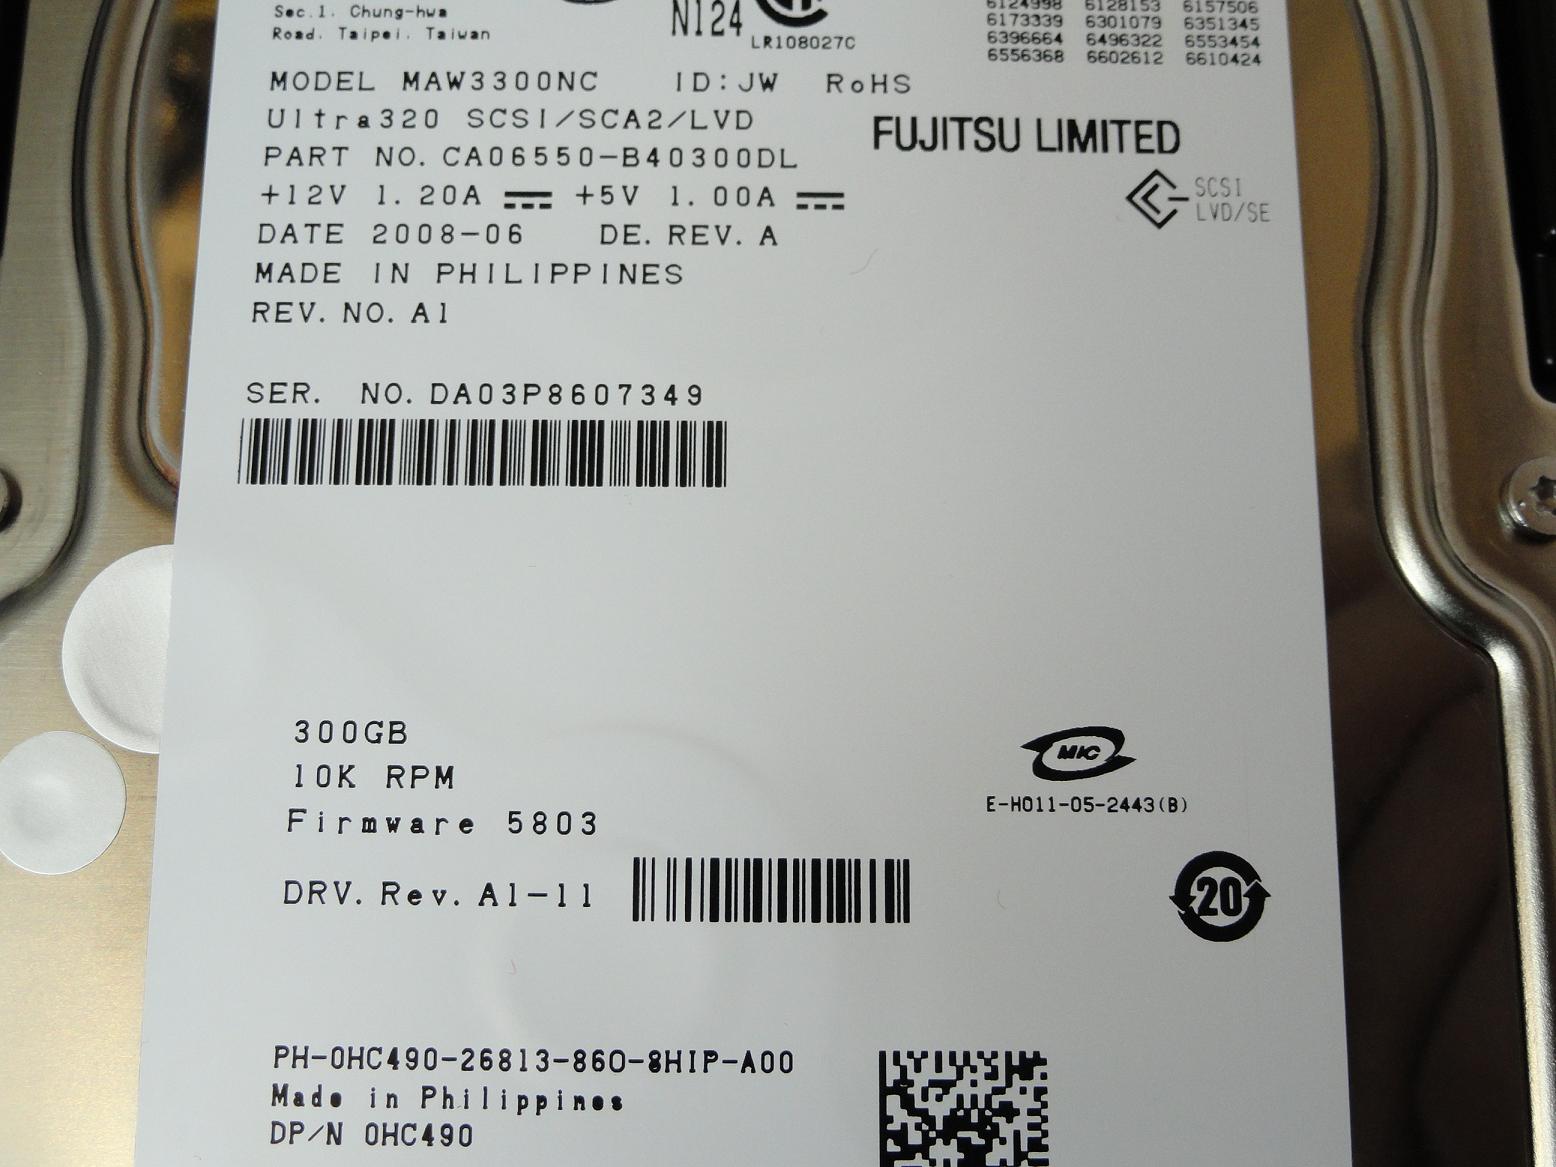 Sec.1. Chung-hwa
Road. Taipei. Taiwan
N124
LR108027C
6124998 6128153 6157506
6173339 6301079 6351345
6396664 6496322 6553454
6556368 6602612 6610424
MODEL MAW3300NC ID:JW RoHS
Ultra320 SCSI/SCA2/LVD
FUJITSU LIMITED
PART NO. CA06550-B40300DL
+12V 1.20A +5V 1.00A
SCSI
LVD/SE
DATE 2008-06 DE. REV. A
MADE IN PHILIPPINES
REV. NO. A1
SER. NO. DA03P8607349
300GB
10K RPM
Firmware 5803
MIC
E-H011-05-2443(B)
DRV. Rev. A1-11
20
PH-0HC490-26813-860-8HIP-A00
Made in Philippines
DP/N 0HC490